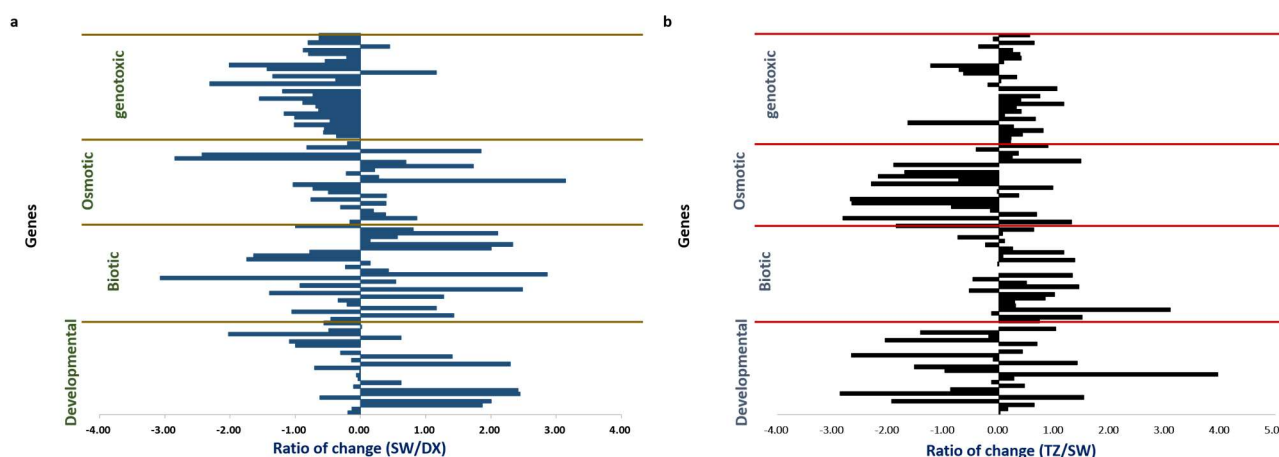 a
Genes
genotoxic
Osmotic
Biotic
Developmental
-4.00 -3.00 -2.00 -1.00 0.00 1.00 2.00 3.00 4.00
Ratio of change (SW/DX)
b
Genes
genotoxic
Osmotic
Biotic
Developmental
-4.00 -3.00 -2.00 -1.00 0.00 1.00 2.00 3.00 4.00
Ratio of change (TZ/SW)